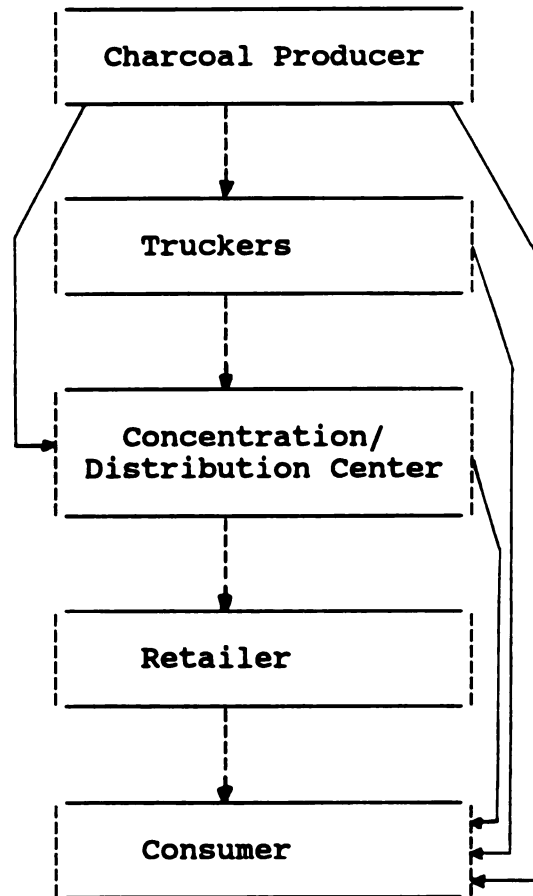 Charcoal Producer
Truckers
Concentration/
Distribution Center
Retailer
Consumer